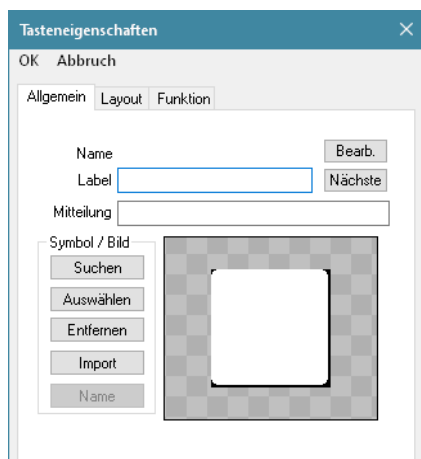 Tasteneigenschaften
OK Abbruch
Allgemein Layout Funktion
Name Bearb.
Label Nächste
Mitteilung
Symbol / Bild
Suchen
Auswählen
Entfernen
Import
Name